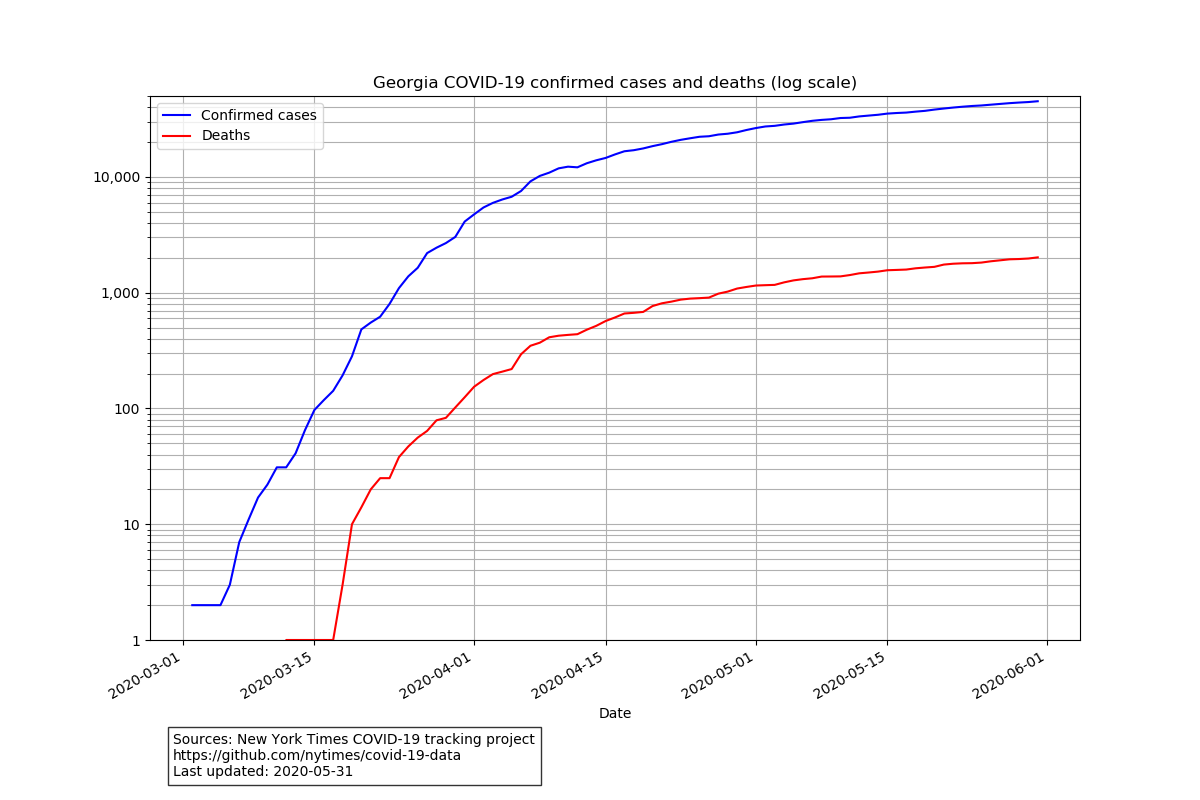 Georgia COVID-19 confirmed cases and deaths (log scale)
Confirmed cases
Deaths
10,000
1,000
100
10
1
2020-03-01
2020-03-15
2020-04-01
2020-04-15
2020-05-01
2020-05-15
2020-06-01
Date
Sources: New York Times COVID-19 tracking project
https://github.com/nytimes/covid-19-data
Last updated: 2020-05-31